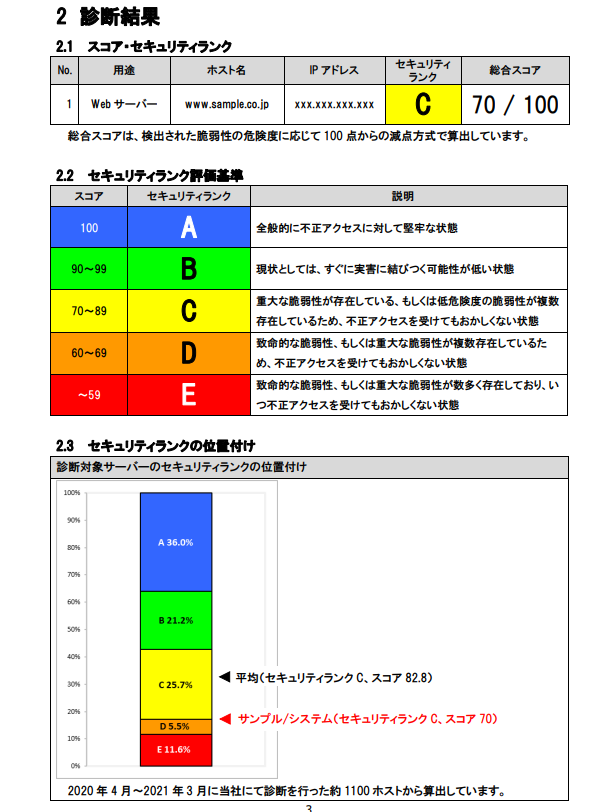 2 診断結果
2.1 スコア・セキュリティランク
No. 用途 ホスト名 IP アドレス セキュリティランク 総合スコア
1 Web サーバー www.sample.co.jp xxx.xxx.xxx.xxx C 70 / 100
総合スコアは、検出された脆弱性の危険度に応じて 100 点からの減点方式で算出しています。
2.2 セキュリティランク評価基準
スコア セキュリティランク 説明
100 A 全般的に不正アクセスに対して堅牢な状態
90～99 B 現状としては、すぐに実害に結びつく可能性が低い状態
70～89 C 重大な脆弱性が存在している、もしくは低危険度の脆弱性が複数
存在しているため、不正アクセスを受けてもおかしくない状態
60～69 D 致命的な脆弱性、もしくは重大な脆弱性が複数存在しているた
め、不正アクセスを受けてもおかしくない状態
～59 E 致命的な脆弱性、もしくは重大な脆弱性が数多く存在しており、い
つ不正アクセスを受けてもおかしくない状態
2.3 セキュリティランクの位置付け
診断対象サーバーのセキュリティランクの位置付け
100%
90%
80%
A 36.0%
70%
60%
B 21.2%
50%
40%
平均(セキュリティランク C、スコア 82.8)
30%
C 25.7%
20%
サンプル/システム(セキュリティランク C、スコア 70)
D 5.5%
10%
E 11.6%
0%
2020 年 4 月～2021 年 3 月に当社にて診断を行った約 1100 ホストから算出しています。
3